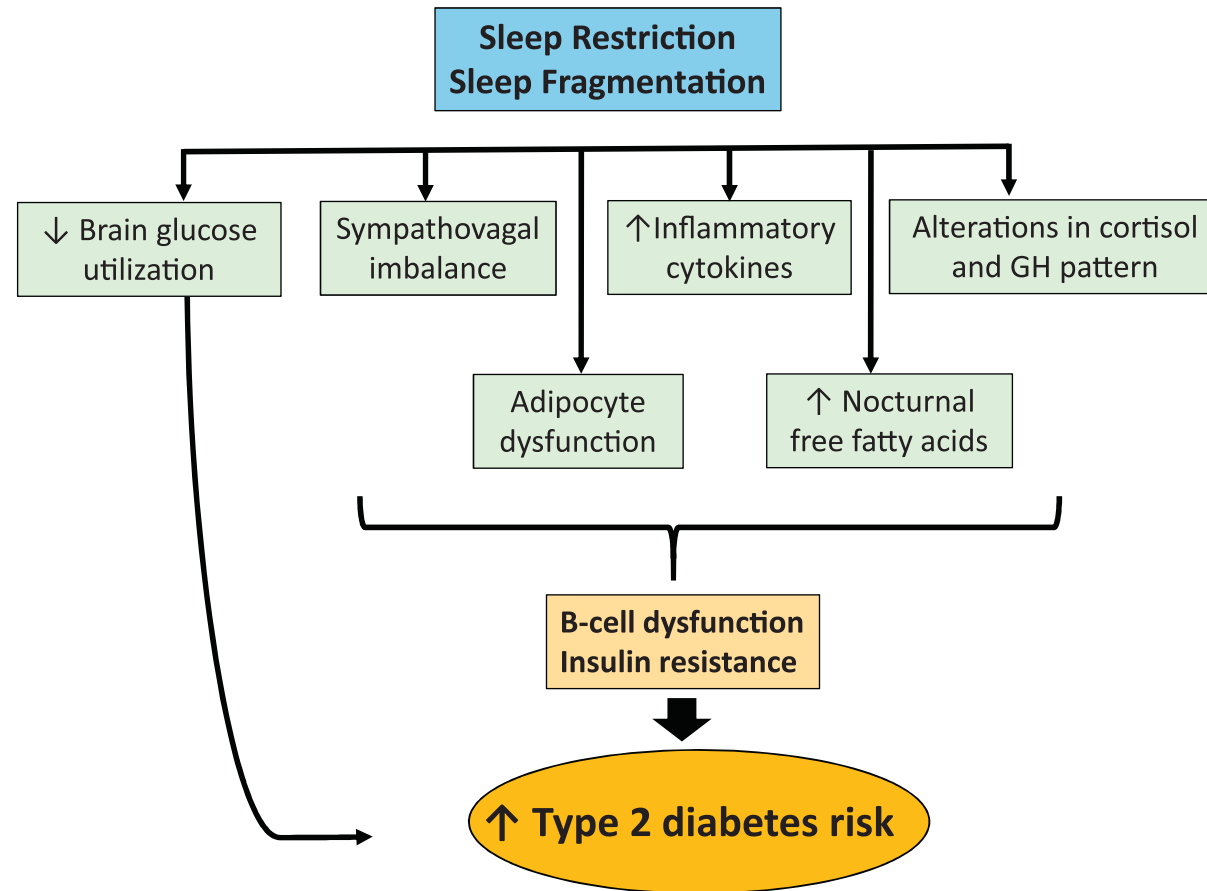 Sleep Restriction
Sleep Fragmentation
↓ Brain glucose
utilization
Sympathovagal
imbalance
↑Inflammatory
cytokines
Alterations in cortisol
and GH pattern
Adipocyte
dysfunction
↑ Nocturnal
free fatty acids
B-cell dysfunction
Insulin resistance
↑ Type 2 diabetes risk